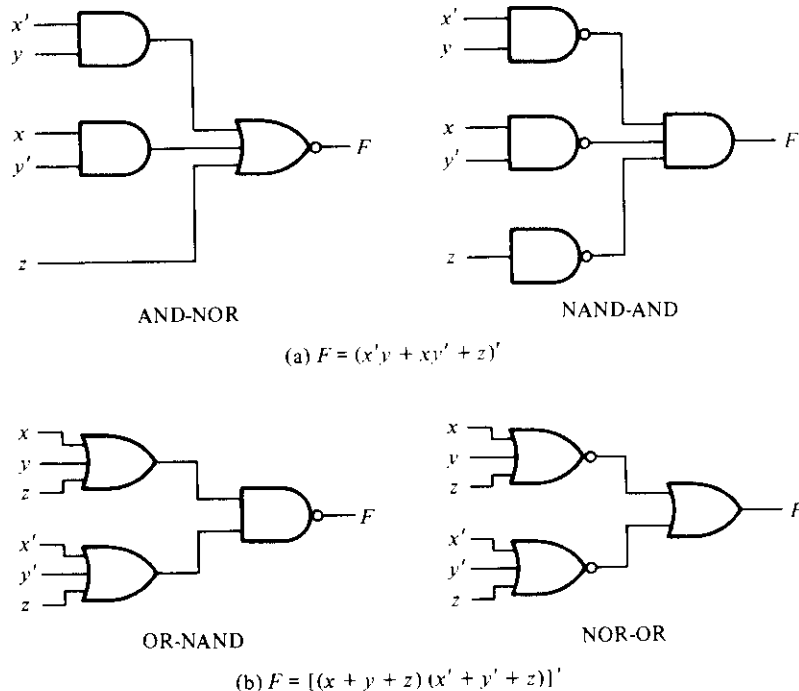 x'
y
x
y'
z
F
AND-NOR
x'
y
x
y'
z
F
NAND-AND
(a) F = (x'y + xy' + z)'
x
y
z
x'
y'
z
F
OR-NAND
x
y
z
x'
y'
z
F
NOR-OR
(b) F = [(x + y + z) (x' + y' + z)]'